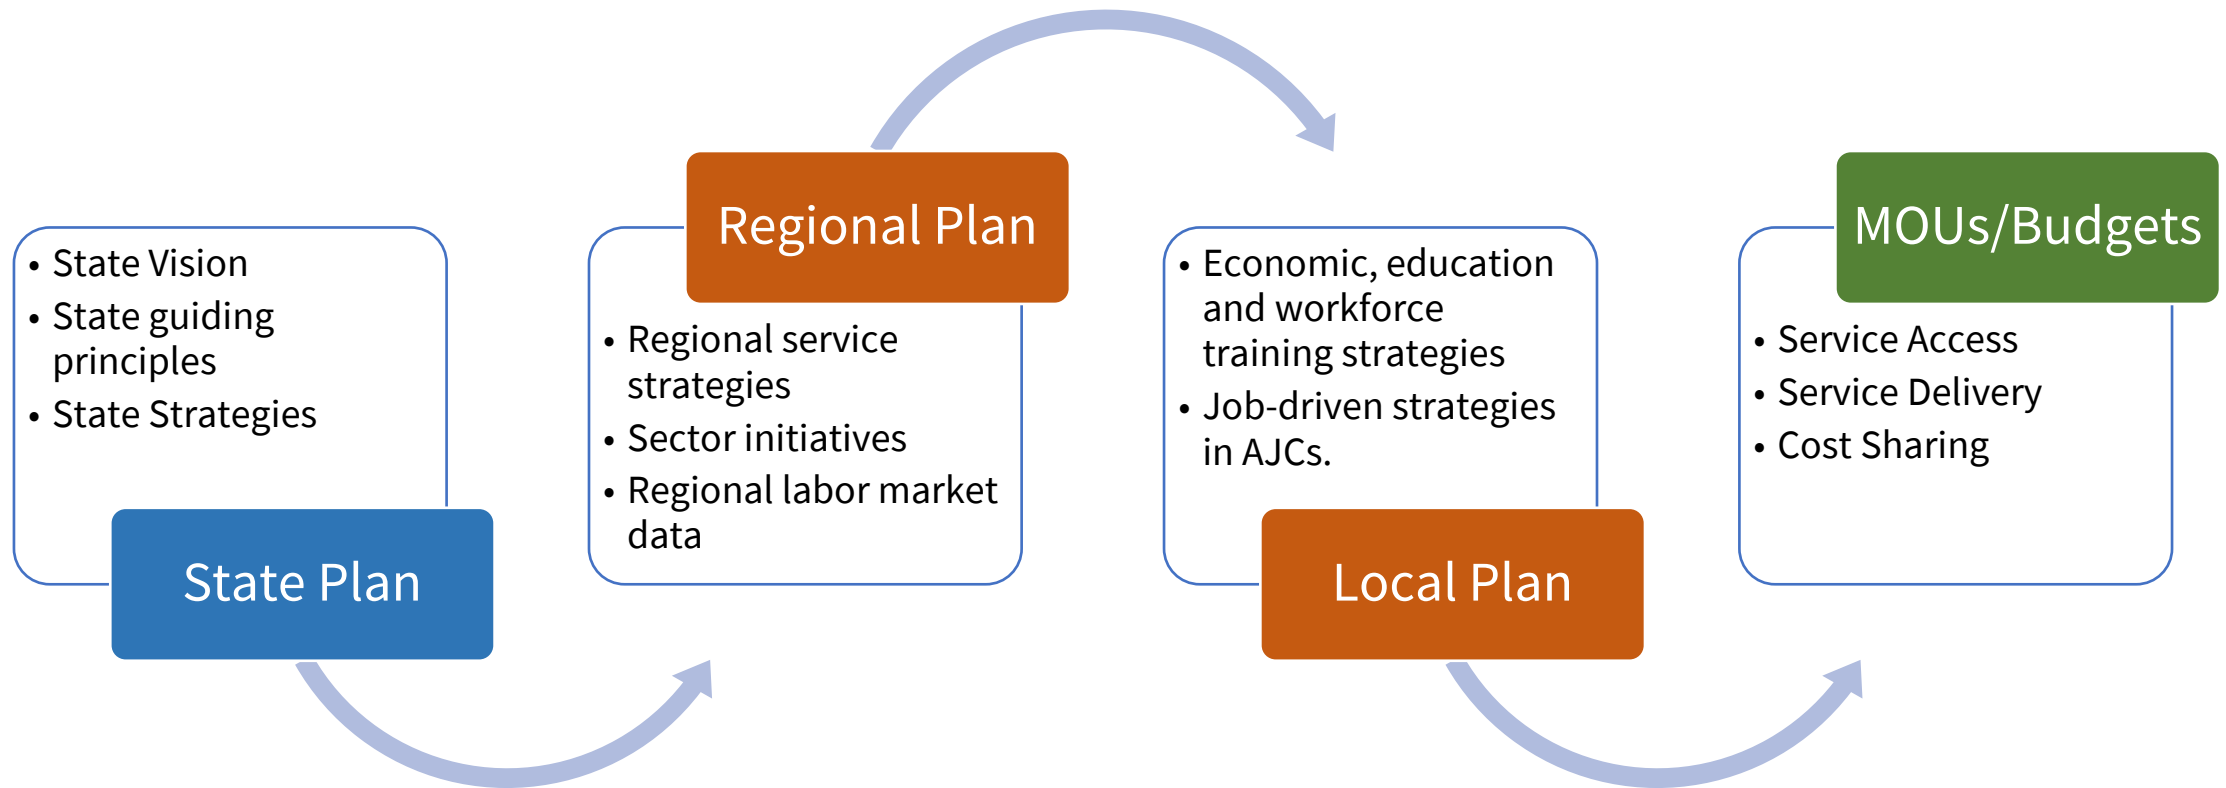 • State Vision
• State guiding
principles
• State Strategies
State Plan
Regional Plan
• Regional service
strategies
• Sector initiatives
• Regional labor market
data
• Economic, education
and workforce
training strategies
• Job-driven strategies
in AJCs.
Local Plan
MOUs/Budgets
• Service Access
• Service Delivery
• Cost Sharing